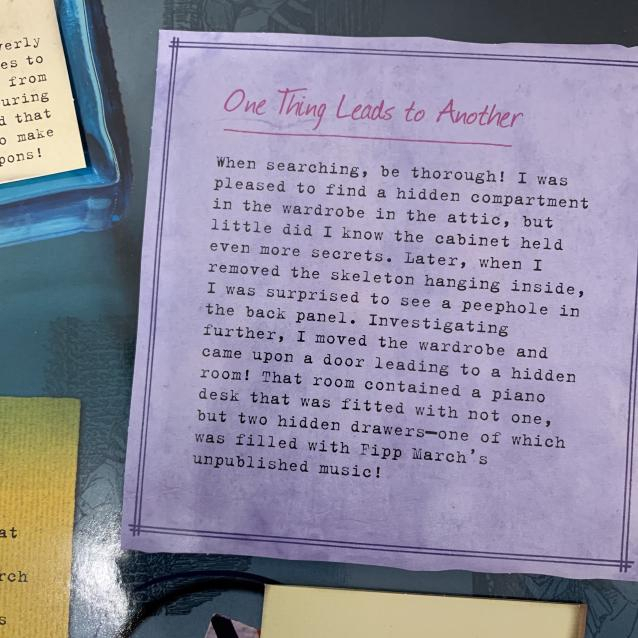 verly
es to
from
uring
d that
o make
pons!
One Thing Leads to Another
When searching, be thorough! I was
pleased to find a hidden compartment
in the wardrobe in the attic, but
little did I know the cabinet held
even more secrets. Later, when I
removed the skeleton hanging inside,
I was surprised to see a peephole in
the back panel. Investigating
further, I moved the wardrobe and
came upon a door leading to a hidden
room! That room contained a piano
desk that was fitted with not one,
but two hidden drawers—one of which
was filled with Fipp March's
unpublished music!
at
rch
s